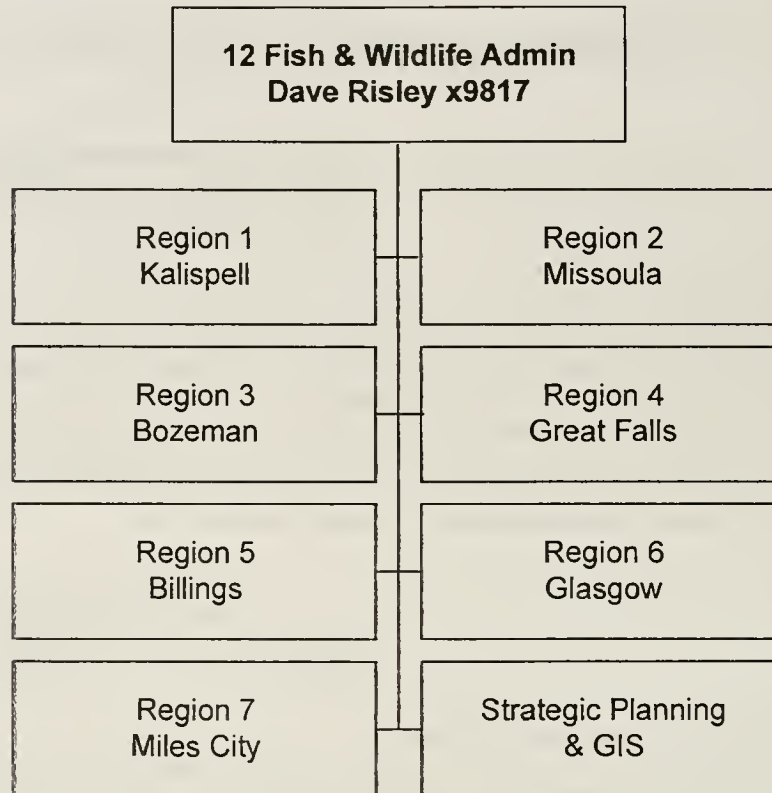 12 Fish & Wildlife Admin
Dave Risley x9817
Region 1
Kalispell
Region 2
Missoula
Region 3
Bozeman
Region 4
Great Falls
Region 5
Billings
Region 6
Glasgow
Region 7
Miles City
Strategic Planning
& GIS